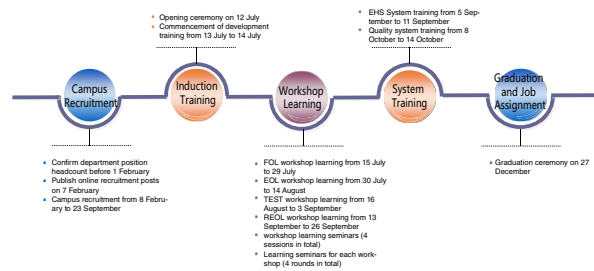 Opening ceremony on 12 July
Commencement of development
training from 13 July to 14 July
EHS System training from 5 Sep-
tember to 11 September
Quality system training from 8
October to 14 October
Campus
Recruitment
Induction
Training
Workshop
Learning
System
Training
Graduation
and Job
Assignment
Confirm department position
headcount before 1 February
Publish online recruitment posts
on 7 February
Campus recruitment from 8 Febru-
ary to 23 September
FOL workshop learning from 15 July
to 29 July
EOL workshop learning from 30 July
to 14 August
TEST workshop learning from 16
August to 3 September
REOL workshop learning from 13
September to 26 September
workshop learning seminars (4
sessions in total)
Learning seminars for each work-
shop (4 rounds in total)
Graduation ceremony on 27
December